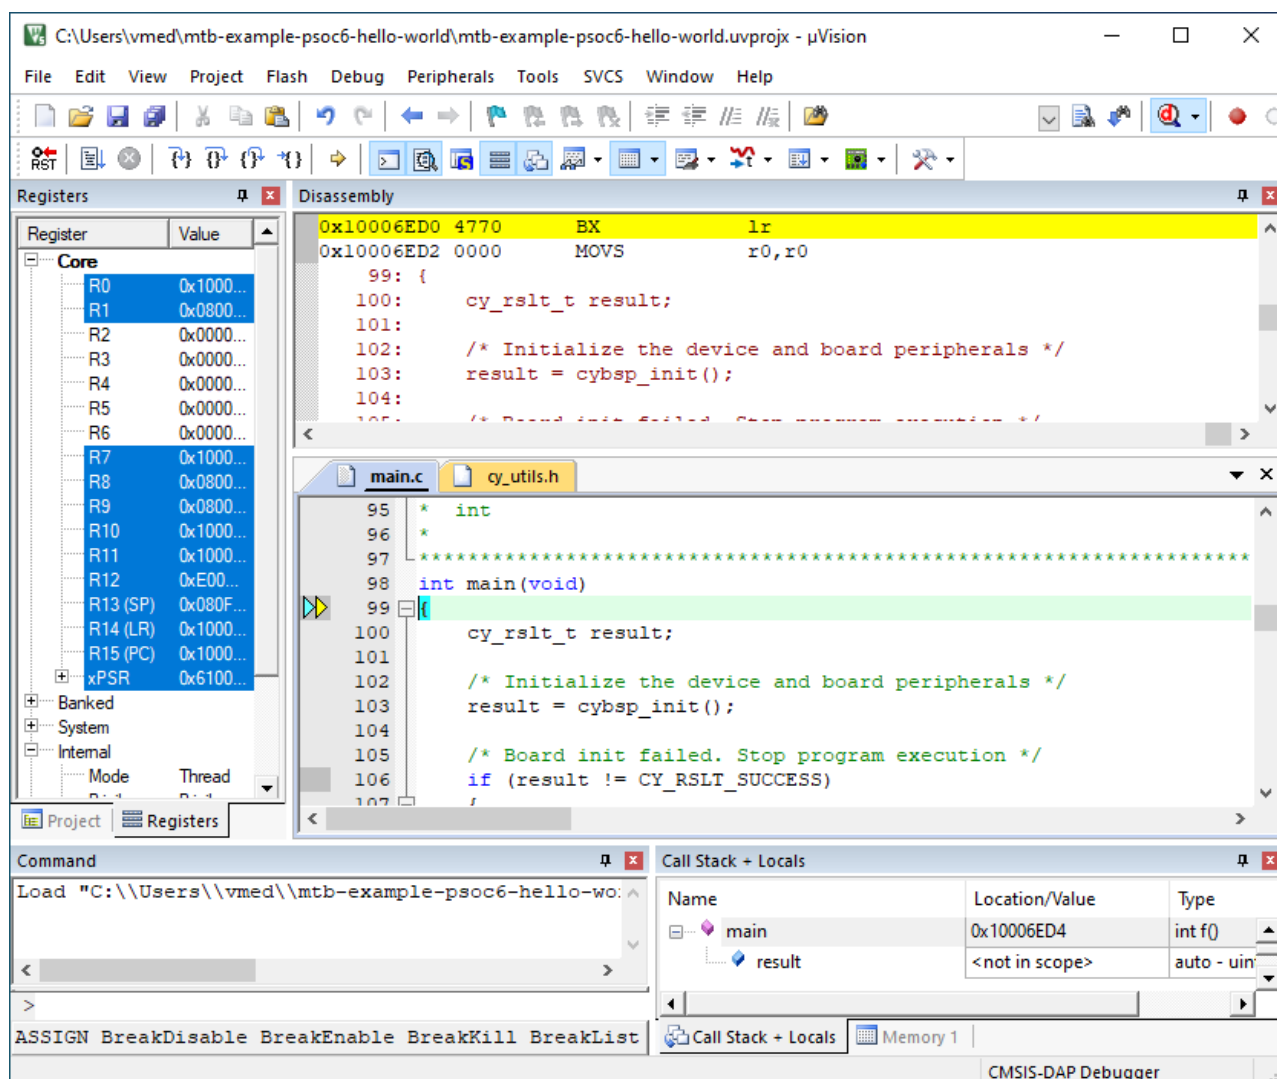 C:\Users\vmed\mtb-example-psoc6-hello-world\mtb-example-psoc6-hello-world.uvprojx - µVision
File Edit View Project Flash Debug Peripherals Tools SVCS Window Help
RST
Registers
Register Value
Core
R0 0x1000...
R1 0x0800...
R2 0x0000...
R3 0x0000...
R4 0x0000...
R5 0x0000...
R6 0x0000...
R7 0x1000...
R8 0x0800...
R9 0x0800...
R10 0x1000...
R11 0x1000...
R12 0xE00...
R13 (SP) 0x080F...
R14 (LR) 0x1000...
R15 (PC) 0x1000...
xPSR 0x6100...
Banked
System
Internal
Mode Thread
Project Registers
Disassembly
0x10006ED0 4770 BX lr
0x10006ED2 0000 MOVS r0,r0
99: {
100: cy_rslt_t result;
101:
102: /* Initialize the device and board peripherals */
103: result = cybsp_init();
104:
105: /* Board init failed. Stop program execution */
main.c cy_utils.h
95 * int
96 *
97 *******************************************************************
98 int main(void)
99 {
100 cy_rslt_t result;
101
102 /* Initialize the device and board peripherals */
103 result = cybsp_init();
104
105 /* Board init failed. Stop program execution */
106 if (result != CY_RSLT_SUCCESS)
107 {
Command
Load "C:\\Users\\vmed\\mtb-example-psoc6-hello-wo
>
ASSIGN BreakDisable BreakEnable BreakKill BreakList
Call Stack + Locals
Name Location/Value Type
main 0x10006ED4 int f()
result <not in scope> auto - uin
Call Stack + Locals Memory 1
CMSIS-DAP Debugger